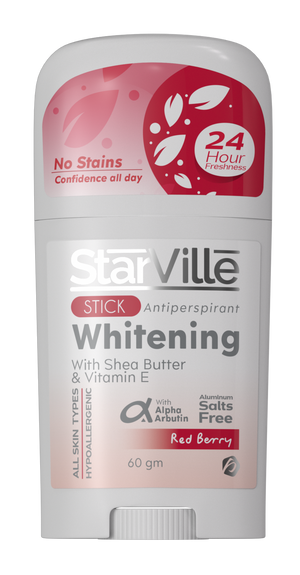 No Stains
Confidence all day
24
Hour
Freshness
StarVille
STICK Antiperspirant
Whitening
With Shea Butter
& Vitamin E
ALL SKIN TYPES
HYPOALLERGENIC
α With
Alpha
Arbutin
Aluminum
Salts
Free
Red Berry
60 gm